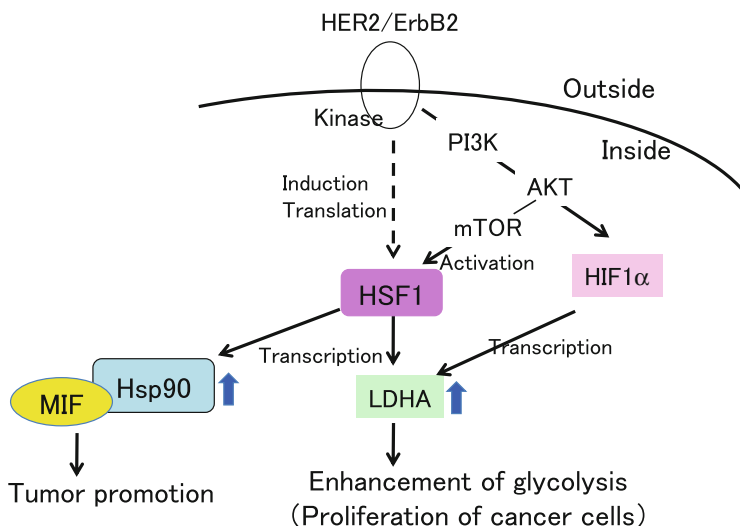 HER2/ErbB2
Outside
Kinase
PI3K
Inside
Induction
Translation
AKT
mTOR
Activation
HIF1α
HSF1
Transcription
Transcription
Hsp90
MIF
LDHA
Tumor promotion
Enhancement of glycolysis
(Proliferation of cancer cells)